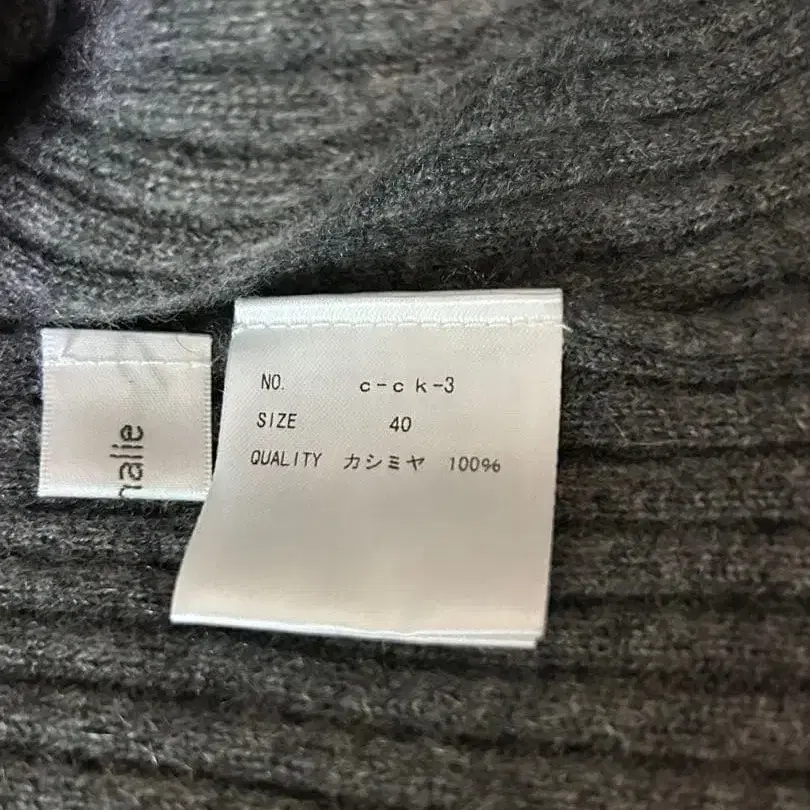 NO. c-ck-3
SIZE 40
QUALITY カシミヤ 100%
nalie